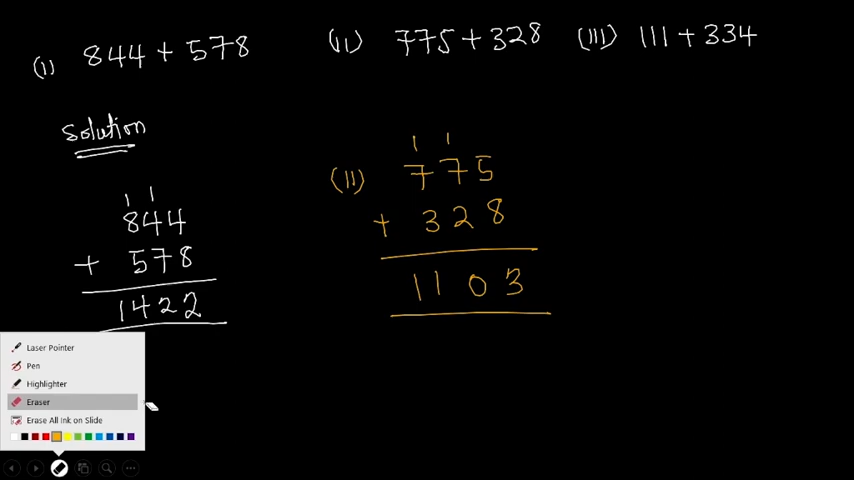 (I) 844 + 578 (II) 775 + 328 (III) 111 + 334
Solution
1 1
844
+ 578
1422
(II)
1 1
775
+ 328
1103
Laser Pointer
Pen
Highlighter
Eraser
Erase All Ink on Slide